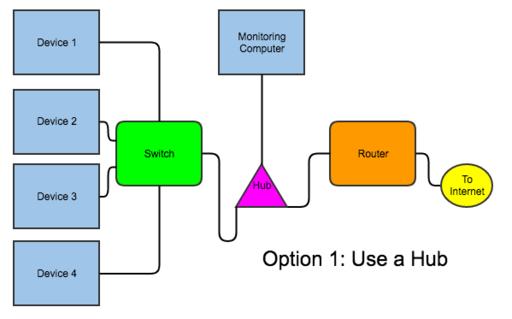 Device 1
Monitoring
Computer
Device 2
Switch
Router
Hub
Device 3
To
Internet
Device 4
Option 1: Use a Hub